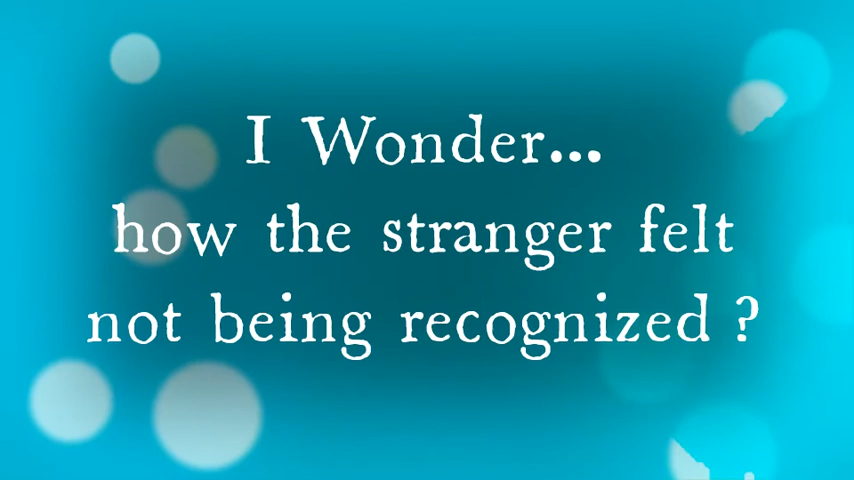 I Wonder...
how the stranger felt
not being recognized ?